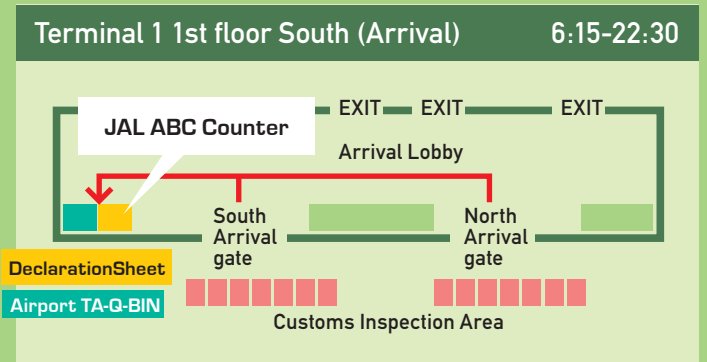 Terminal 1 1st floor South (Arrival) 6:15-22:30
EXIT EXIT EXIT
JAL ABC Counter
Arrival Lobby
South
Arrival
gate
North
Arrival
gate
DeclarationSheet
Airport TA-Q-BIN
Customs Inspection Area